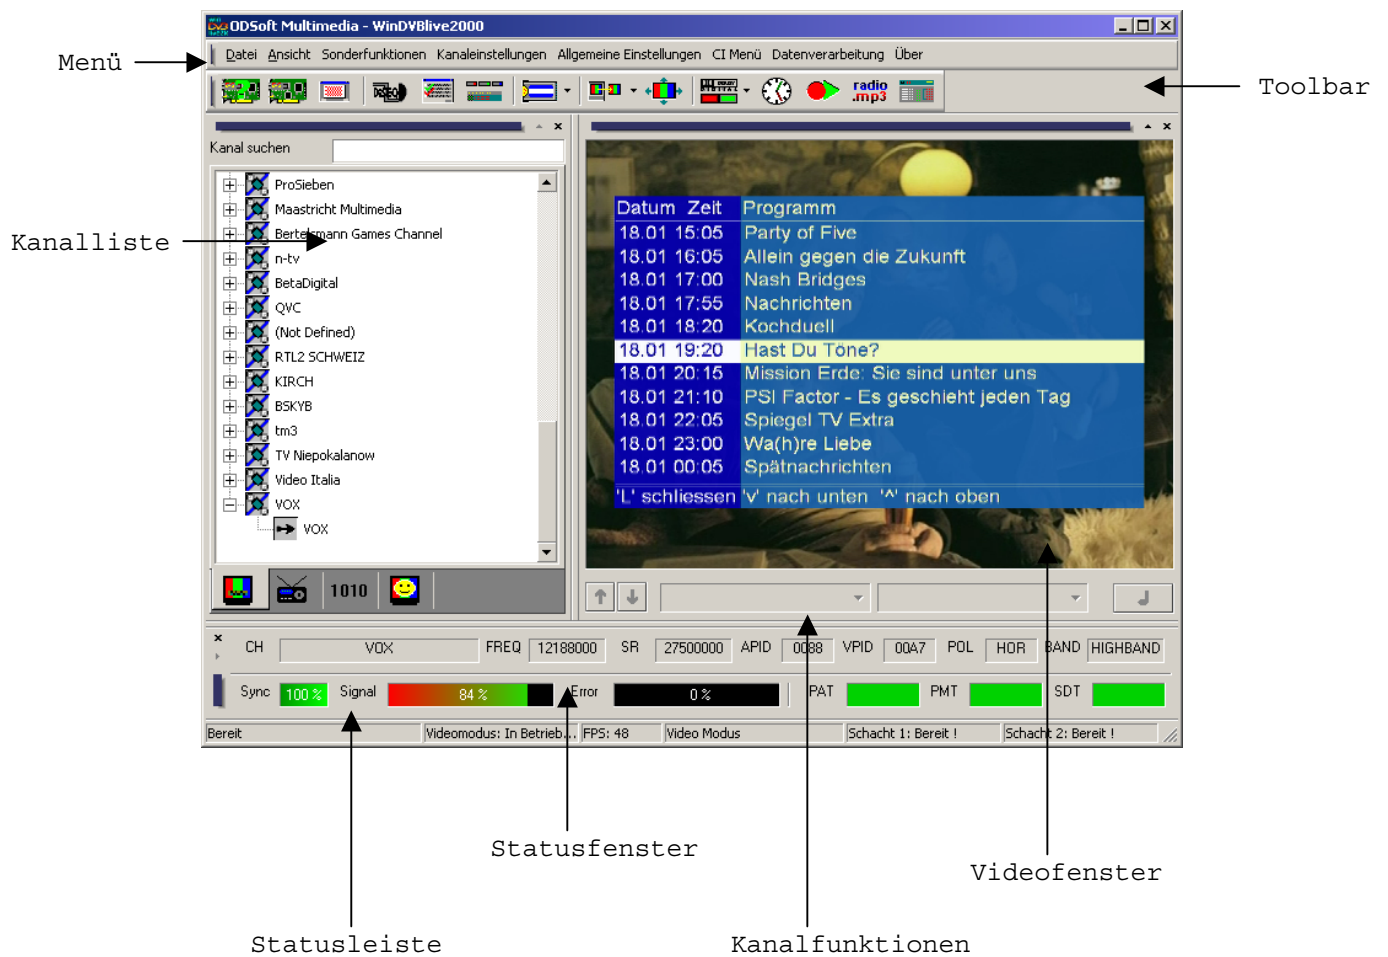 ODSoft Multimedia - WinDVBlive2000
Datei Ansicht Sonderfunktionen Kanaleinstellungen Allgemeine Einstellungen CI Menü Datenverarbeitung Über
Menü
DiSEqC
radio
.mp3
Toolbar
Kanal suchen
ProSieben
Maastricht Multimedia
Bertelsmann Games Channel
Kanalliste
n-tv
BetaDigital
QVC
(Not Defined)
RTL2 SCHWEIZ
KIRCH
BSKYB
tm3
TV Niepokalanow
Video Italia
VOX
VOX
1010
Datum Zeit Programm
18.01 15:05 Party of Five
18.01 16:05 Allein gegen die Zukunft
18.01 17:00 Nash Bridges
18.01 17:55 Nachrichten
18.01 18:20 Kochduell
18.01 19:20 Hast Du Töne?
18.01 20:15 Mission Erde: Sie sind unter uns
18.01 21:10 PSI Factor - Es geschieht jeden Tag
18.01 22:05 Spiegel TV Extra
18.01 23:00 Wa(h)re Liebe
18.01 00:05 Spätnachrichten
'L' schliessen 'v' nach unten '^' nach oben
CH VOX FREQ 12188000 SR 27500000 APID 0088 VPID 00A7 POL HOR BAND HIGHBAND
Sync 100 % Signal 84 % Error 0 % PAT PMT SDT
Bereit Videomodus: In Betrieb... FPS: 48 Video Modus Schacht 1: Bereit ! Schacht 2: Bereit !
Statusfenster
Videofenster
Statusleiste
Kanalfunktionen